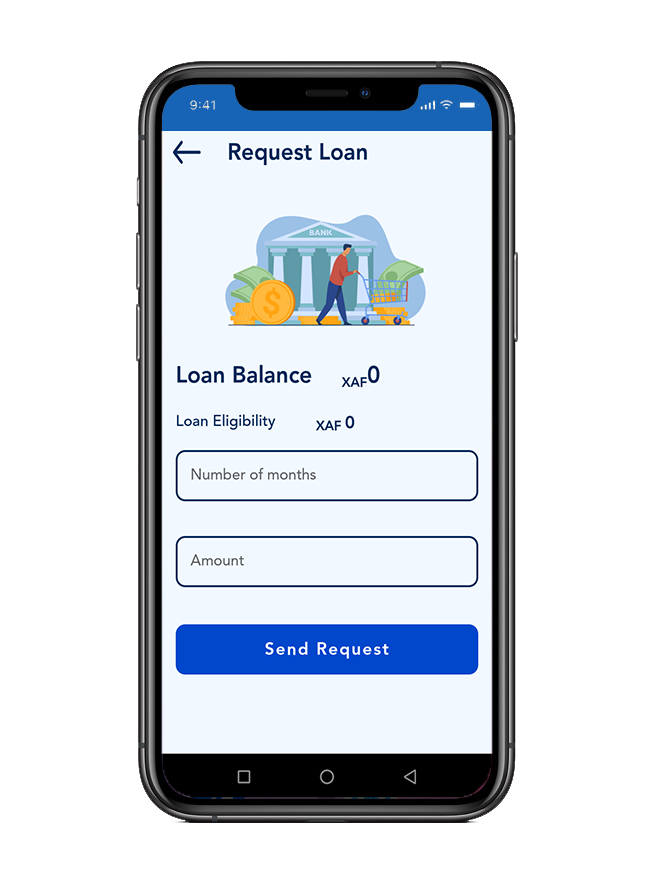 9:41
Request Loan
BANK
$
Loan Balance XAF0
Loan Eligibility XAF 0
Number of months
Amount
Send Request